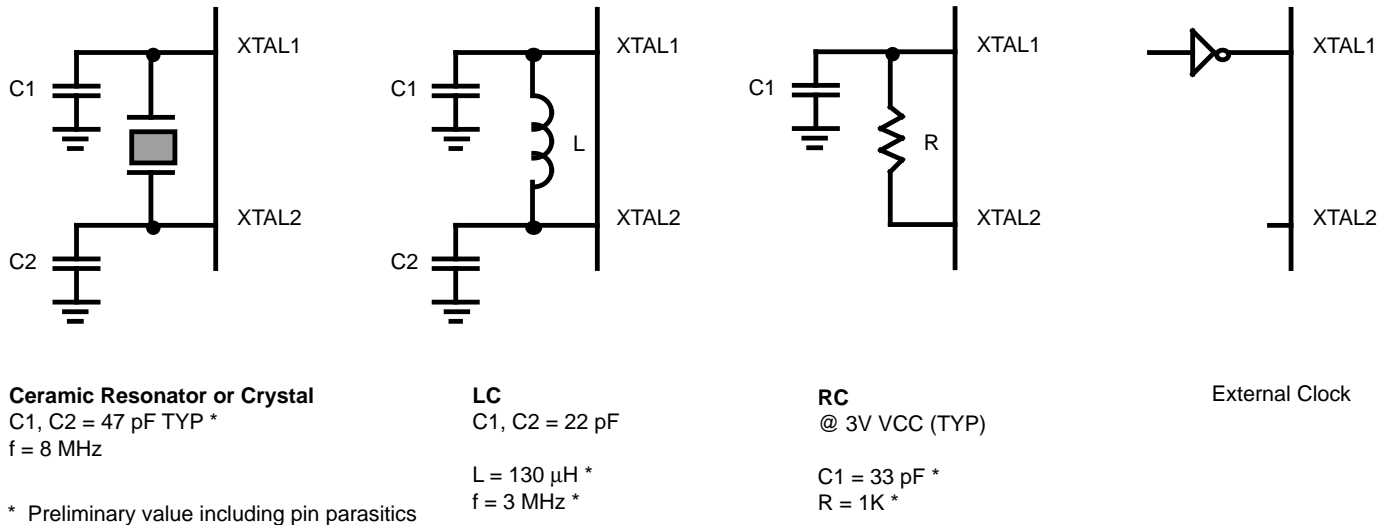 XTAL1
C1
XTAL2
C2
XTAL1
C1
L
XTAL2
C2
XTAL1
C1
R
XTAL2
XTAL1
XTAL2
Ceramic Resonator or Crystal
C1, C2 = 47 pF TYP *
f = 8 MHz
* Preliminary value including pin parasitics
LC
C1, C2 = 22 pF
L = 130 μH *
f = 3 MHz *
RC
@ 3V VCC (TYP)
C1 = 33 pF *
R = 1K *
External Clock